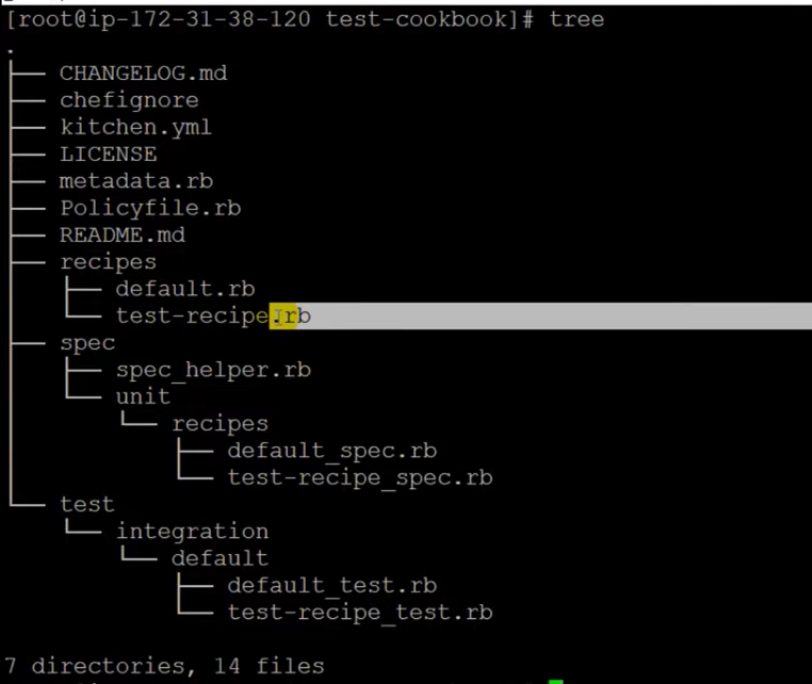 [root@ip-172-31-38-120 test-cookbook]# tree
.
├── CHANGELOG.md
├── chefignore
├── kitchen.yml
├── LICENSE
├── metadata.rb
├── Policyfile.rb
├── README.md
├── recipes
│   ├── default.rb
│   └── test-recipe.rb
├── spec
│   ├── spec_helper.rb
│   └── unit
│       └── recipes
│           ├── default_spec.rb
│           └── test-recipe_spec.rb
└── test
    └── integration
        └── default
            ├── default_test.rb
            └── test-recipe_test.rb
7 directories, 14 files